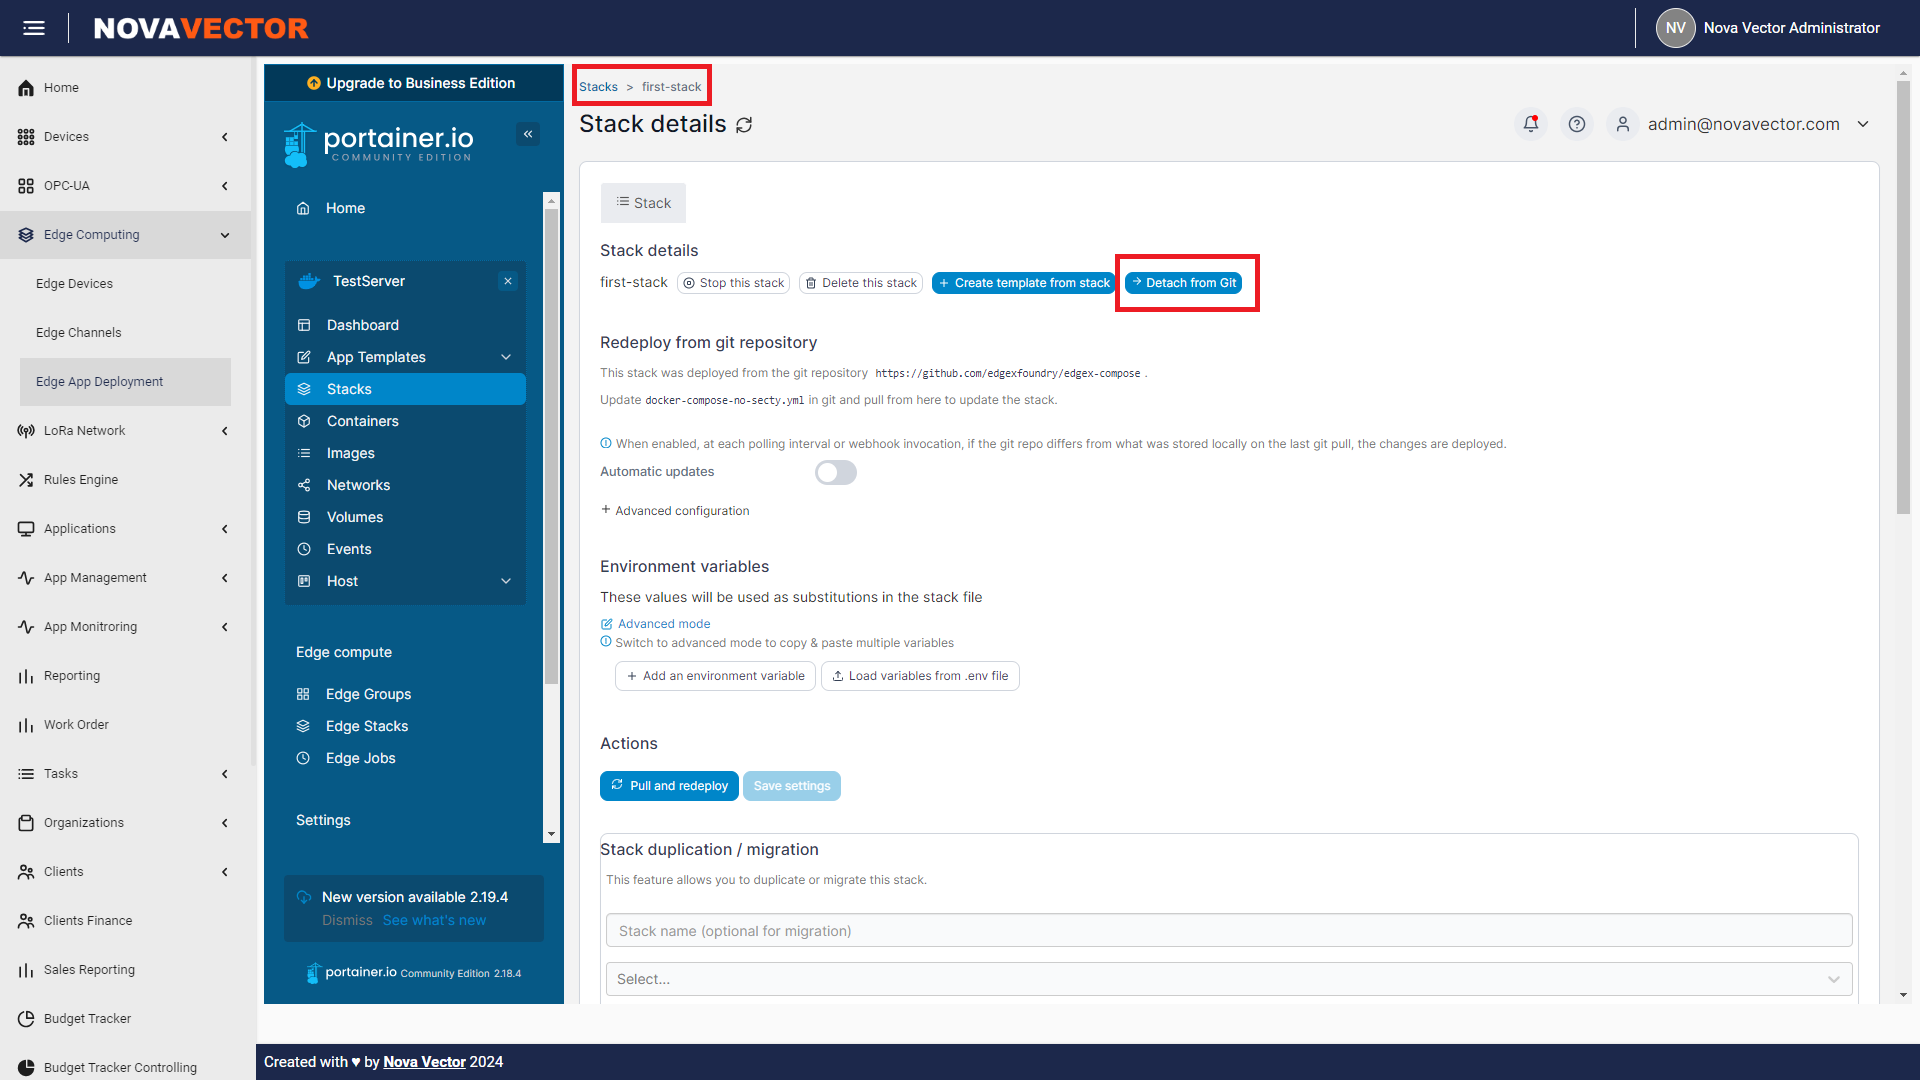 NOVAVECTOR
NV
Nova Vector Administrator
Home
Devices
OPC-UA
Edge Computing
Edge Devices
Edge Channels
Edge App Deployment
LoRa Network
Rules Engine
Applications
App Management
App Monitroring
Reporting
Work Order
Tasks
Organizations
Clients
Clients Finance
Sales Reporting
Budget Tracker
Budget Tracker Controlling
Upgrade to Business Edition
portainer.io
COMMUNITY EDITION
Home
TestServer
Dashboard
App Templates
Stacks
Containers
Images
Networks
Volumes
Events
Host
Edge compute
Edge Groups
Edge Stacks
Edge Jobs
Settings
New version available 2.19.4
Dismiss See what's new
portainer.io Community Edition 2.18.4
Stacks > first-stack
Stack details
admin@novavector.com
Stack
Stack details
first-stack Stop this stack Delete this stack + Create template from stack Detach from Git
Redeploy from git repository
This stack was deployed from the git repository https://github.com/edgexfoundry/edgex-compose .
Update docker-compose-no-secty.yml in git and pull from here to update the stack.
When enabled, at each polling interval or webhook invocation, if the git repo differs from what was stored locally on the last git pull, the changes are deployed.
Automatic updates
+ Advanced configuration
Environment variables
These values will be used as substitutions in the stack file
Advanced mode
Switch to advanced mode to copy & paste multiple variables
+ Add an environment variable Load variables from .env file
Actions
Pull and redeploy Save settings
Stack duplication / migration
This feature allows you to duplicate or migrate this stack.
Stack name (optional for migration)
Select...
Created with ♥ by Nova Vector 2024